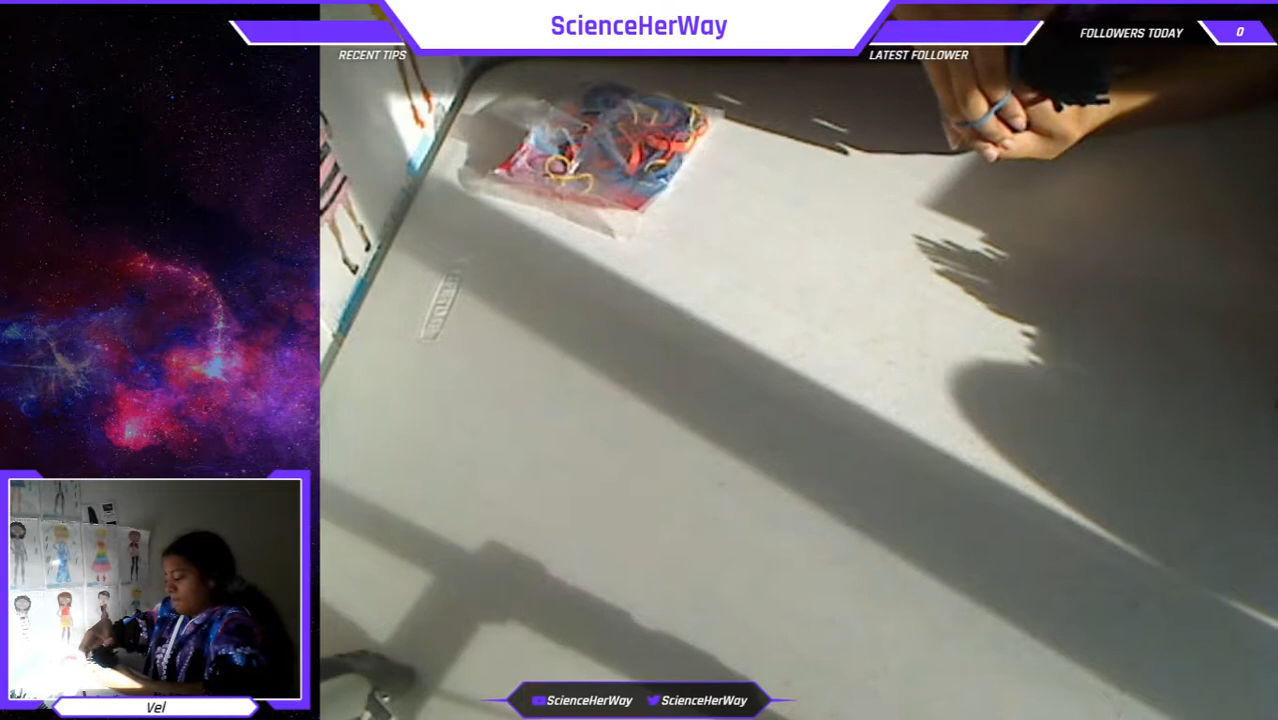 ScienceHerWay
RECENT TIPS
LATEST FOLLOWER
FOLLOWERS TODAY
0
Vel
ScienceHerWay
ScienceHerWay